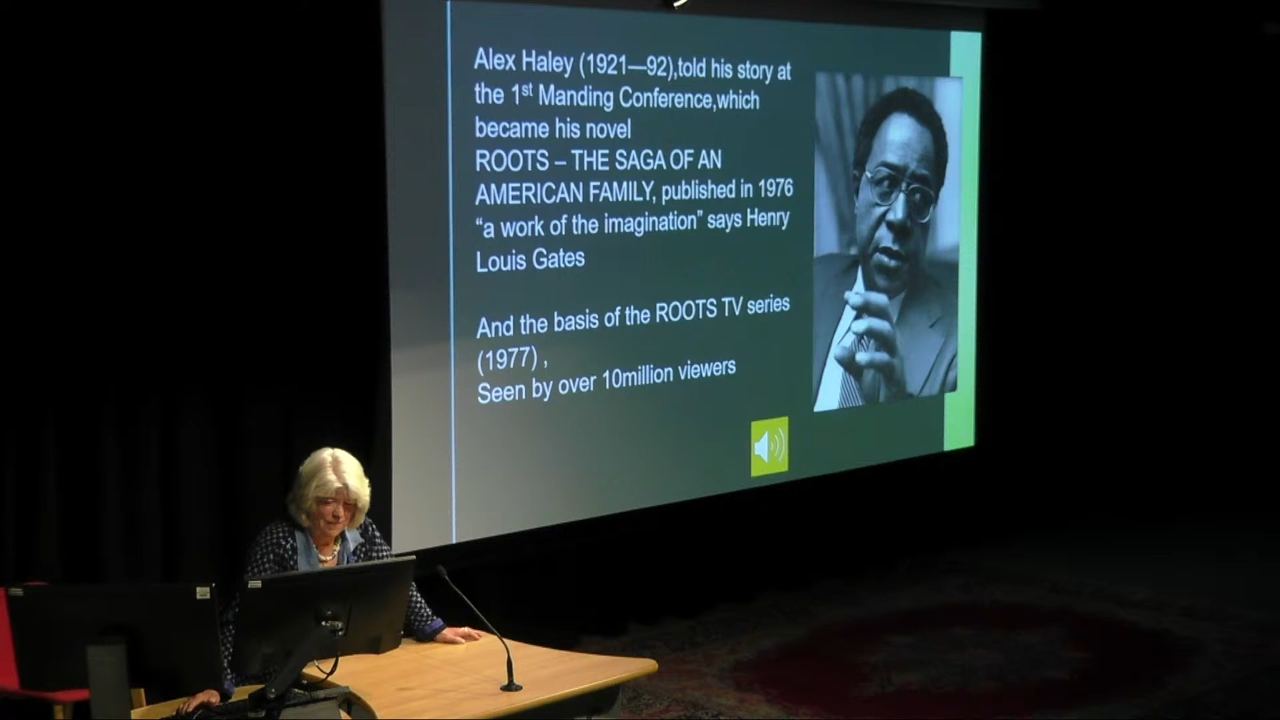 Alex Haley (1921—92),told his story at
the 1st Manding Conference,which
became his novel
ROOTS – THE SAGA OF AN
AMERICAN FAMILY, published in 1976
“a work of the imagination” says Henry
Louis Gates
And the basis of the ROOTS TV series
(1977) ,
Seen by over 10million viewers